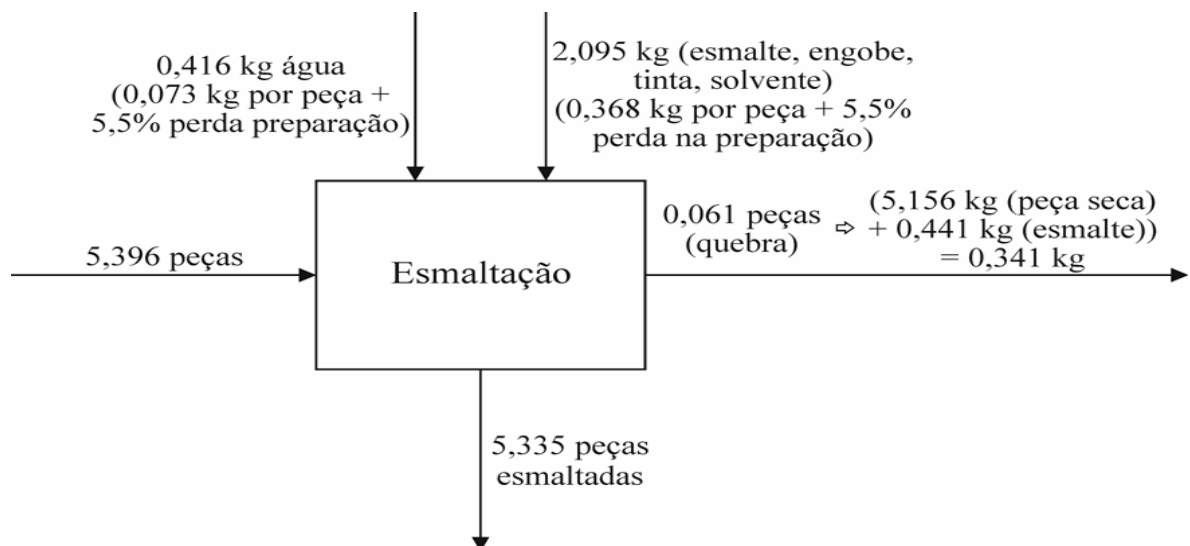 0,416 kg água
(0,073 kg por peça +
5,5% perda preparação)
2,095 kg (esmalte, engobe,
tinta, solvente)
(0,368 kg por peça + 5,5%
perda na preparação)
5,396 peças
Esmaltação
0,061 peças
(quebra)
⇨
(5,156 kg (peça seca)
+ 0,441 kg (esmalte))
= 0,341 kg
5,335 peças
esmaltadas